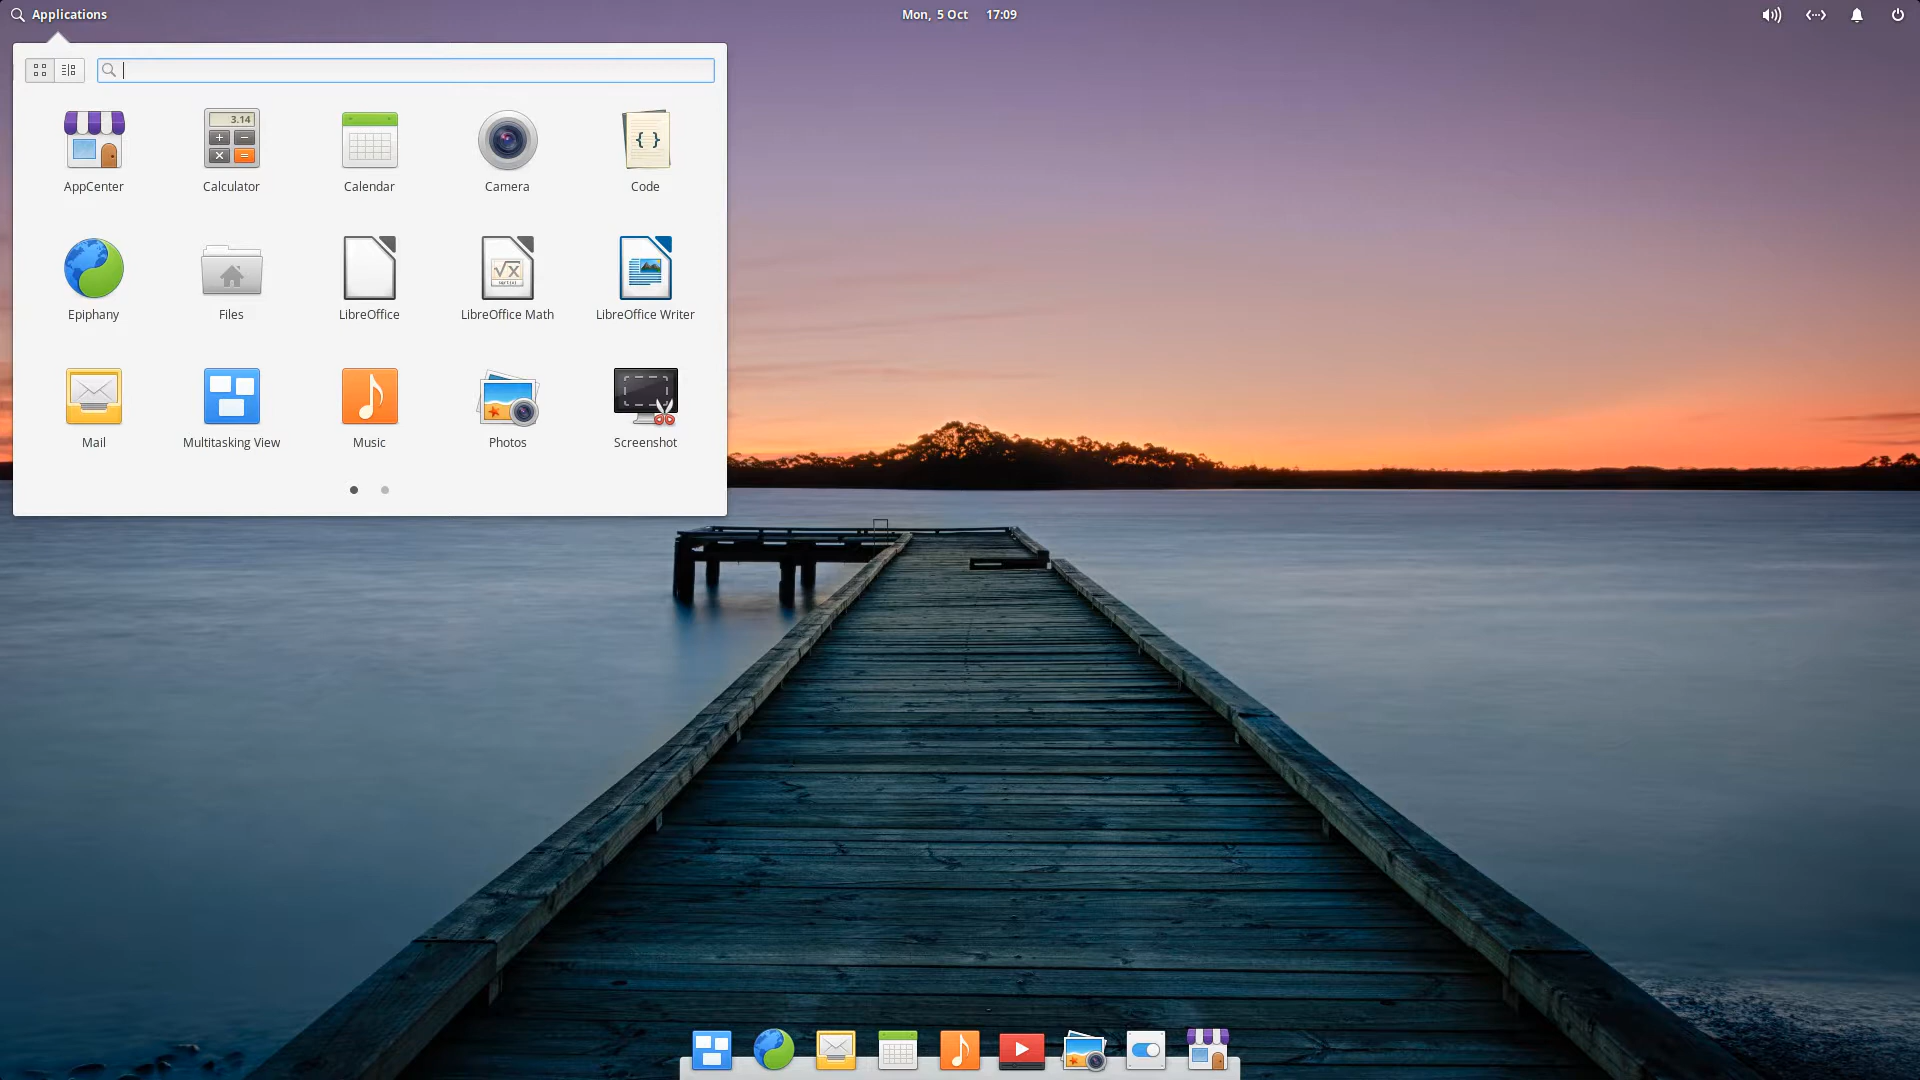 Applications
Mon, 5 Oct 17:09
3.14
AppCenter
Calculator
Calendar
Camera
Code
Epiphany
Files
LibreOffice
LibreOffice Math
LibreOffice Writer
Mail
Multitasking View
Music
Photos
Screenshot